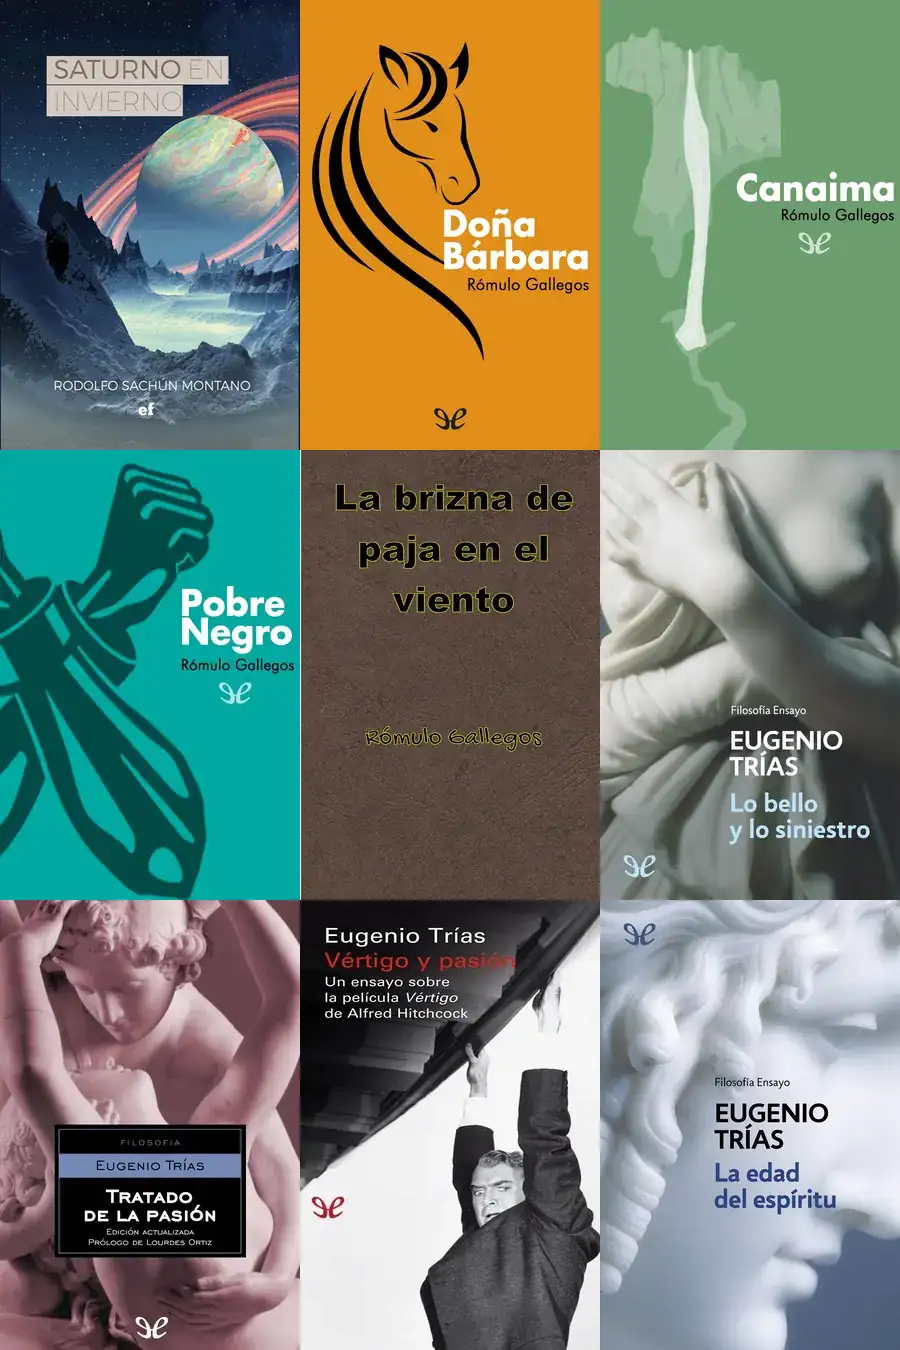 SATURNO EN
INVIERNO
RODOLFO SACHÚN MONTANO
ef
Doña
Bárbara
Rómulo Gallegos
Canaima
Rómulo Gallegos
Pobre
Negro
Rómulo Gallegos
La brizna de
paja en el
viento
Rómulo Gallegos
Filosofía Ensayo
EUGENIO
TRÍAS
Lo bello
y lo siniestro
FILOSOFÍA
EUGENIO TRÍAS
TRATADO
DE LA PASIÓN
EDICIÓN ACTUALIZADA
PRÓLOGO DE LOURDES ORTIZ
Eugenio Trías
Vértigo y pasión
Un ensayo sobre
la película Vértigo
de Alfred Hitchcock
Filosofía Ensayo
EUGENIO
TRÍAS
La edad
del espíritu